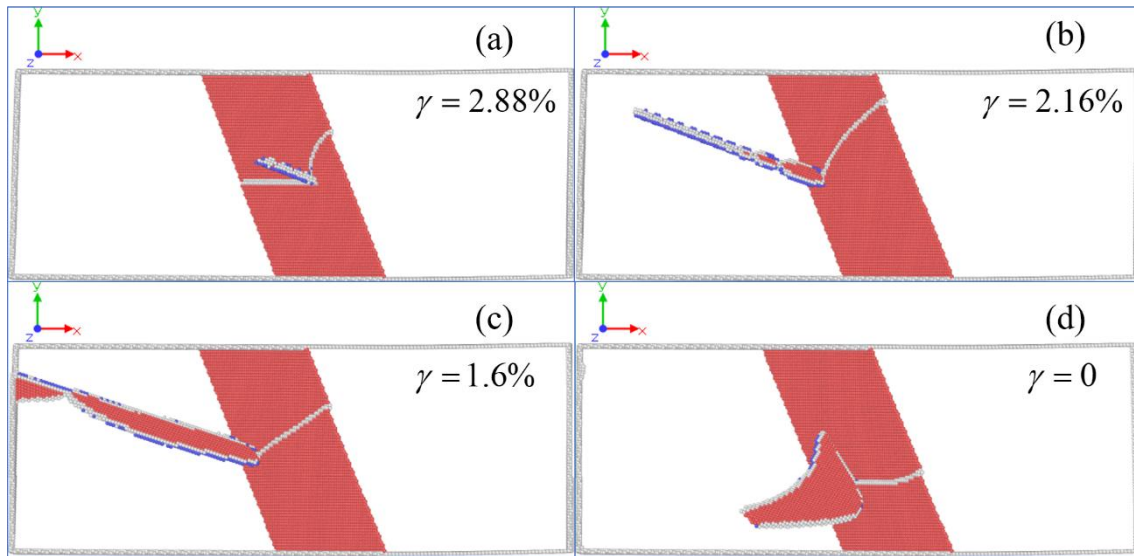 y
z x
(a)
γ = 2.88%
y
z x
(b)
γ = 2.16%
y
z x
(c)
γ = 1.6%
y
z x
(d)
γ = 0